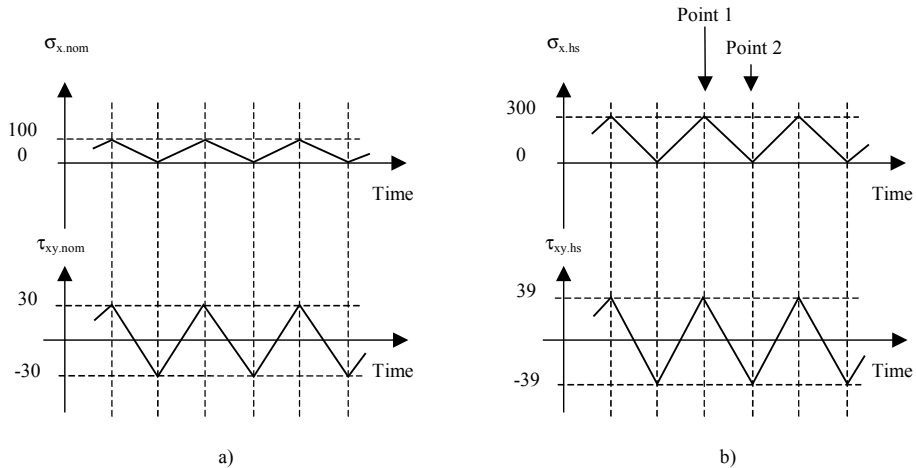 Point 1
Point 2
σx.nom
100
0
Time
τxy.nom
30
-30
Time
a)
σx.hs
300
0
Time
τxy.hs
39
-39
Time
b)